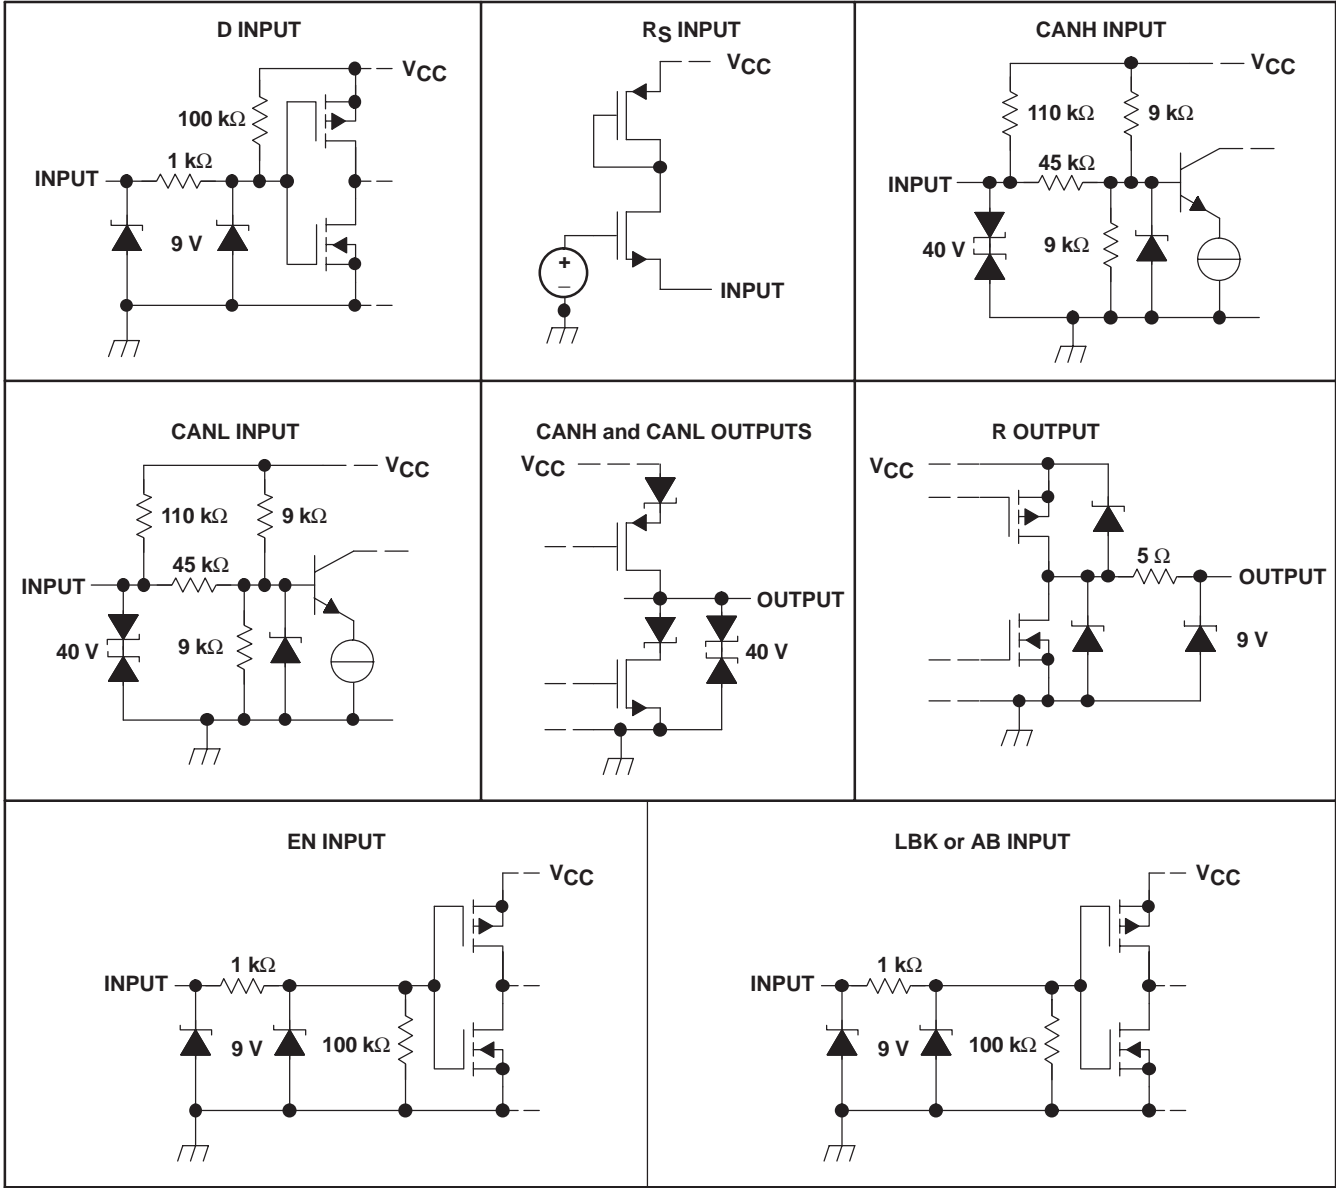 D INPUT
VCC
100 kΩ
1 kΩ
INPUT
9 V
RS INPUT
VCC
+
–
INPUT
CANH INPUT
VCC
110 kΩ
9 kΩ
45 kΩ
INPUT
40 V
9 kΩ
CANL INPUT
VCC
110 kΩ
9 kΩ
45 kΩ
INPUT
40 V
9 kΩ
CANH and CANL OUTPUTS
VCC
OUTPUT
40 V
R OUTPUT
VCC
5 Ω
OUTPUT
9 V
EN INPUT
VCC
1 kΩ
INPUT
9 V
100 kΩ
LBK or AB INPUT
VCC
1 kΩ
INPUT
9 V
100 kΩ